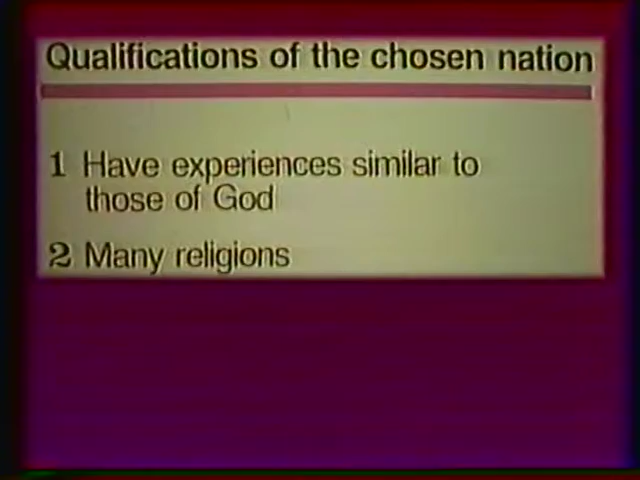 Qualifications of the chosen nation
1 Have experiences similar to
those of God
2 Many religions